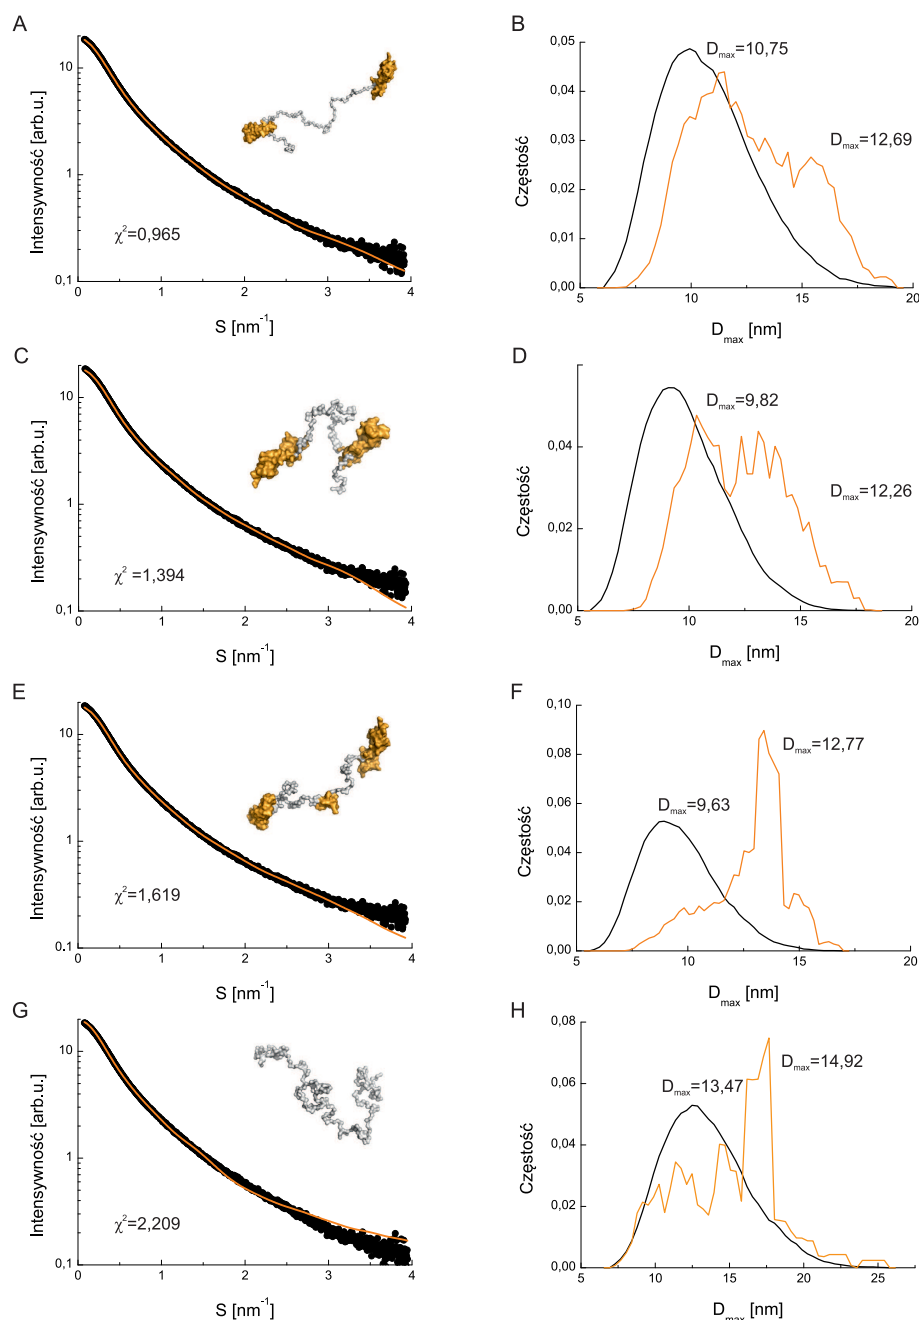 A
Intensywność [arb.u.]
10
1
0,1
χ²=0,965
0
1
2
3
4
S [nm⁻¹]
B
Częstość
0,05
0,04
0,03
0,02
0,01
0,00
Dmax=10,75
Dmax=12,69
5
10
15
20
Dmax [nm]
C
Intensywność [arb.u.]
10
1
0,1
χ² =1,394
0
1
2
3
4
S [nm⁻¹]
D
Częstość
0,04
0,02
0,00
Dmax=9,82
Dmax=12,26
5
10
15
20
Dmax [nm]
E
Intensywność [arb.u.]
10
1
0.1
χ²=1,619
0
1
2
3
4
S [nm⁻¹]
F
Częstość
0,10
0,08
0,06
0,04
0,02
0,00
Dmax=12,77
Dmax=9,63
5
10
15
20
Dmax [nm]
G
Intensywność [arb.u.]
10
1
0,1
χ²=2,209
0
1
2
3
4
S [nm⁻¹]
H
Częstość
0,08
0,06
0,04
0,02
0,00
Dmax=14,92
Dmax=13,47
5
10
15
20
25
Dmax [nm]